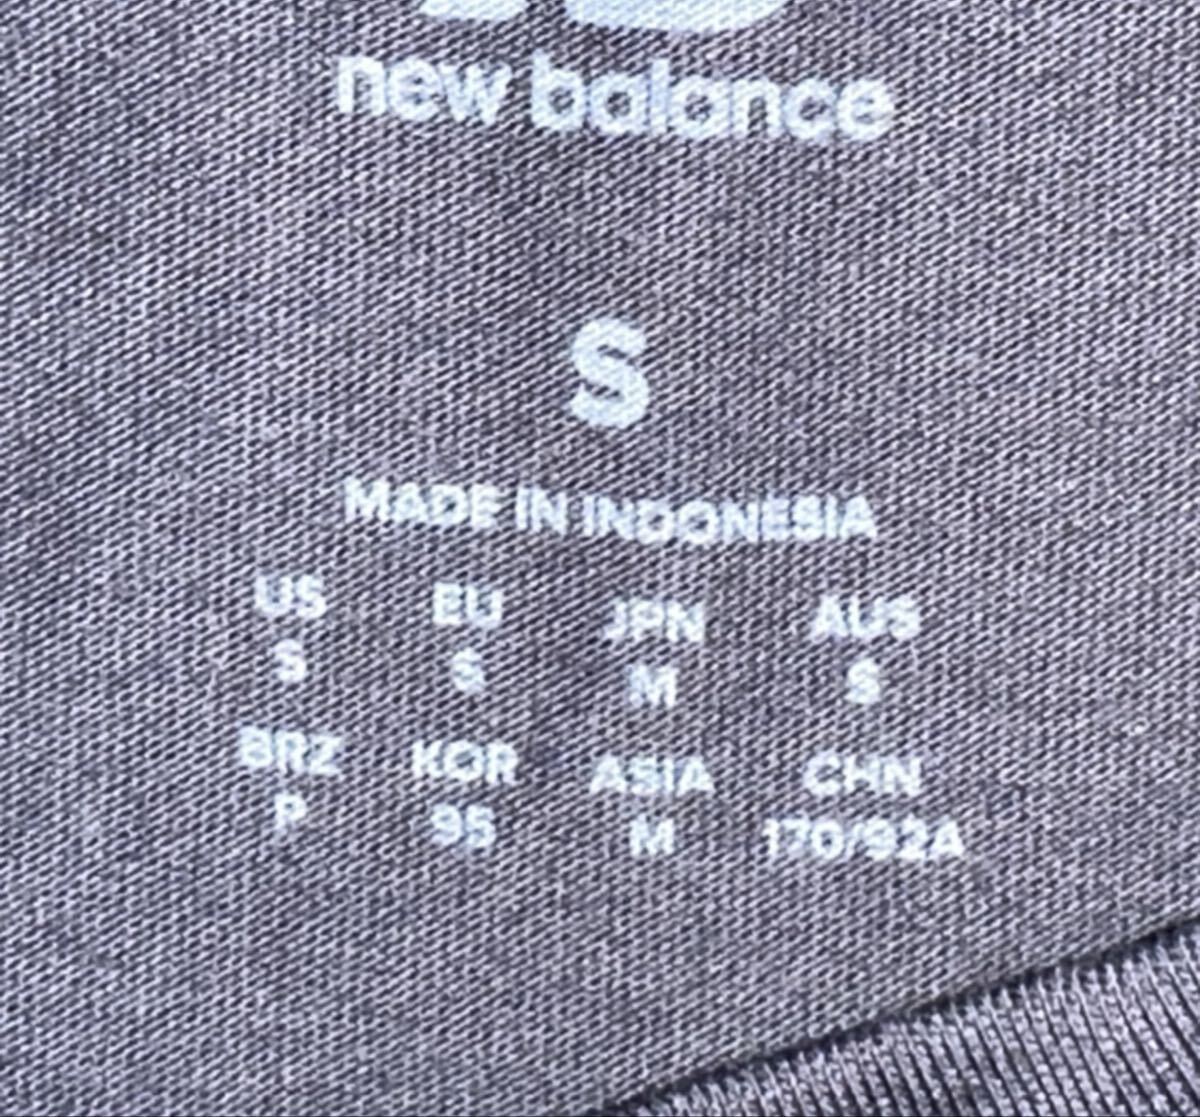 new balance
S
MADE IN INDONESIA
US EU JPN AUS
S S M S
BRZ KOR ASIA CHN
P 95 M 170/92A